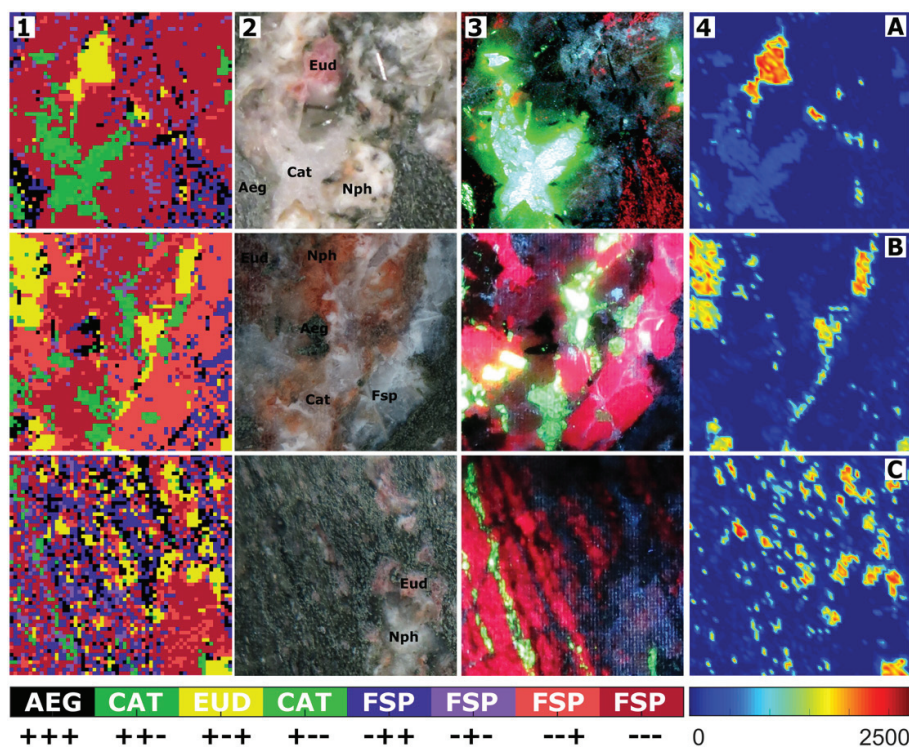 1 2 3 4 A
Eud
Cat
Aeg Nph
B
Eud Nph
Aeg
Cat Fsp
C
Eud
Nph
AEG CAT EUD CAT FSP FSP FSP FSP
+++ ++- +-+ +-- -++ -+- --+ --- 0 2500